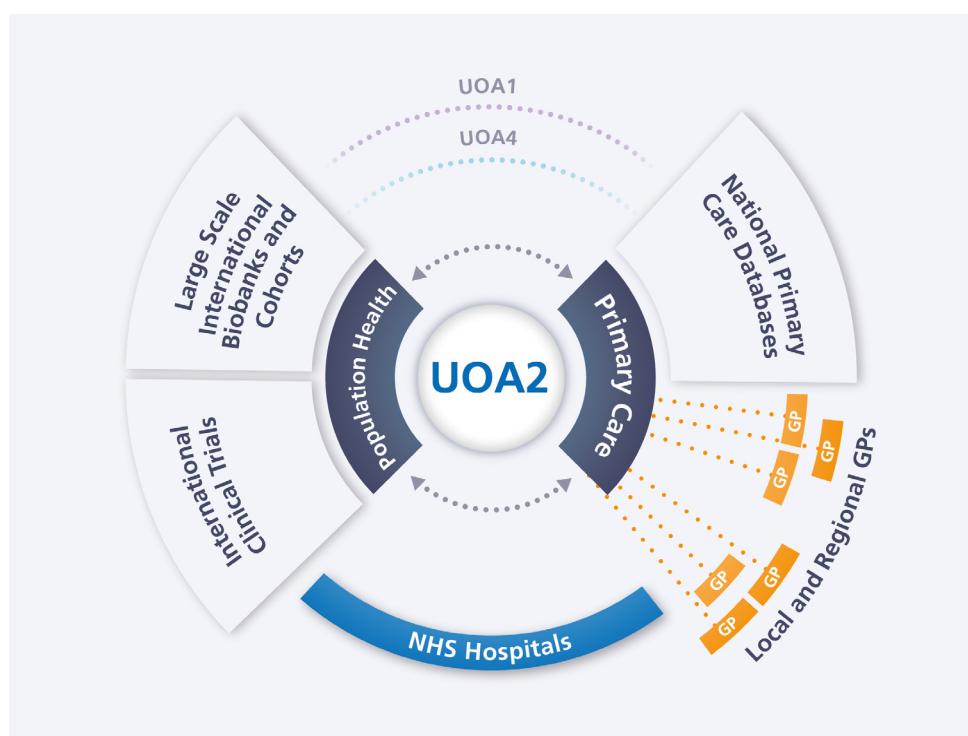 UOA1
UOA4
Large Scale
International
Biobanks and
Cohorts
National Primary
Care Databases
Population Health
UOA2
Primary Care
International
Clinical Trials
GP
GP
GP
GP
GP
GP
Local and Regional GPs
NHS Hospitals